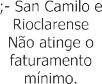 ;- San Camilo e
Rioclarense
Não atinge o
faturamento
mínimo.